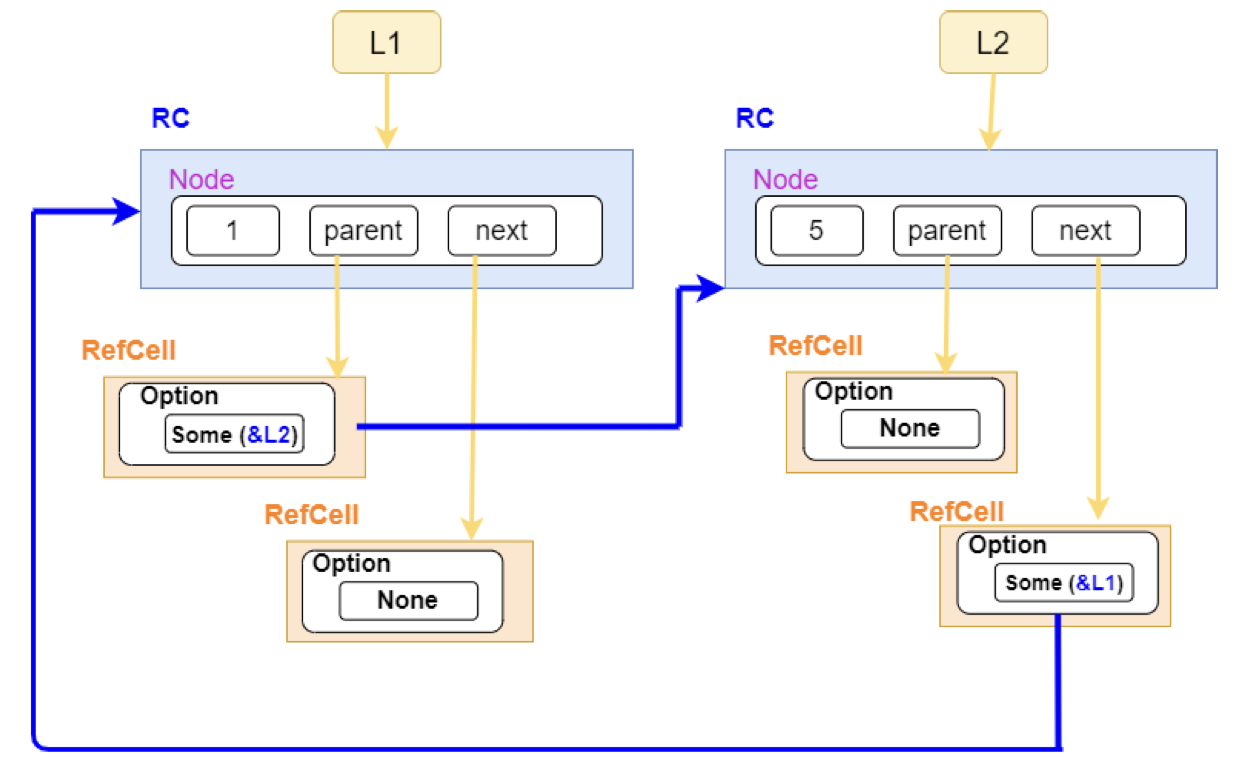 L1
L2
RC
RC
Node
1
parent
next
Node
5
parent
next
RefCell
Option
Some (&L2)
RefCell
Option
None
RefCell
Option
None
RefCell
Option
Some (&L1)